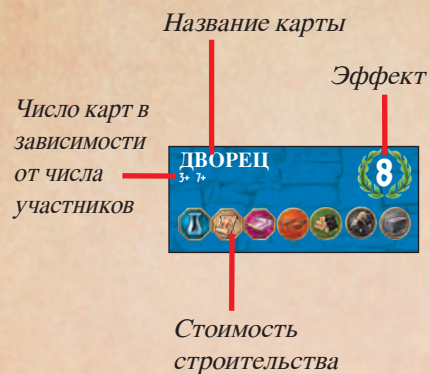 Название карты
Эффект
Число карт в
зависимости
от числа
участников
ДВОРЕЦ
3+ 7+
8
Стоимость
строительства